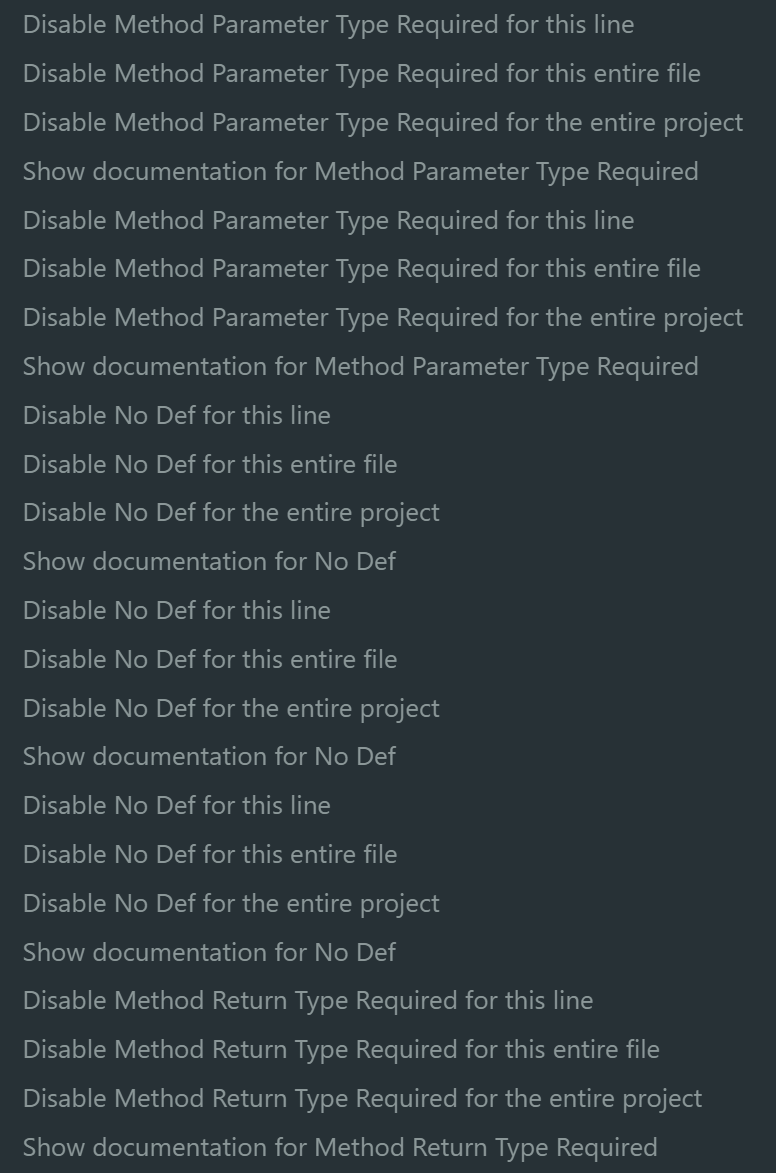 Disable Method Parameter Type Required for this line
Disable Method Parameter Type Required for this entire file
Disable Method Parameter Type Required for the entire project
Show documentation for Method Parameter Type Required
Disable Method Parameter Type Required for this line
Disable Method Parameter Type Required for this entire file
Disable Method Parameter Type Required for the entire project
Show documentation for Method Parameter Type Required
Disable No Def for this line
Disable No Def for this entire file
Disable No Def for the entire project
Show documentation for No Def
Disable No Def for this line
Disable No Def for this entire file
Disable No Def for the entire project
Show documentation for No Def
Disable No Def for this line
Disable No Def for this entire file
Disable No Def for the entire project
Show documentation for No Def
Disable Method Return Type Required for this line
Disable Method Return Type Required for this entire file
Disable Method Return Type Required for the entire project
Show documentation for Method Return Type Required